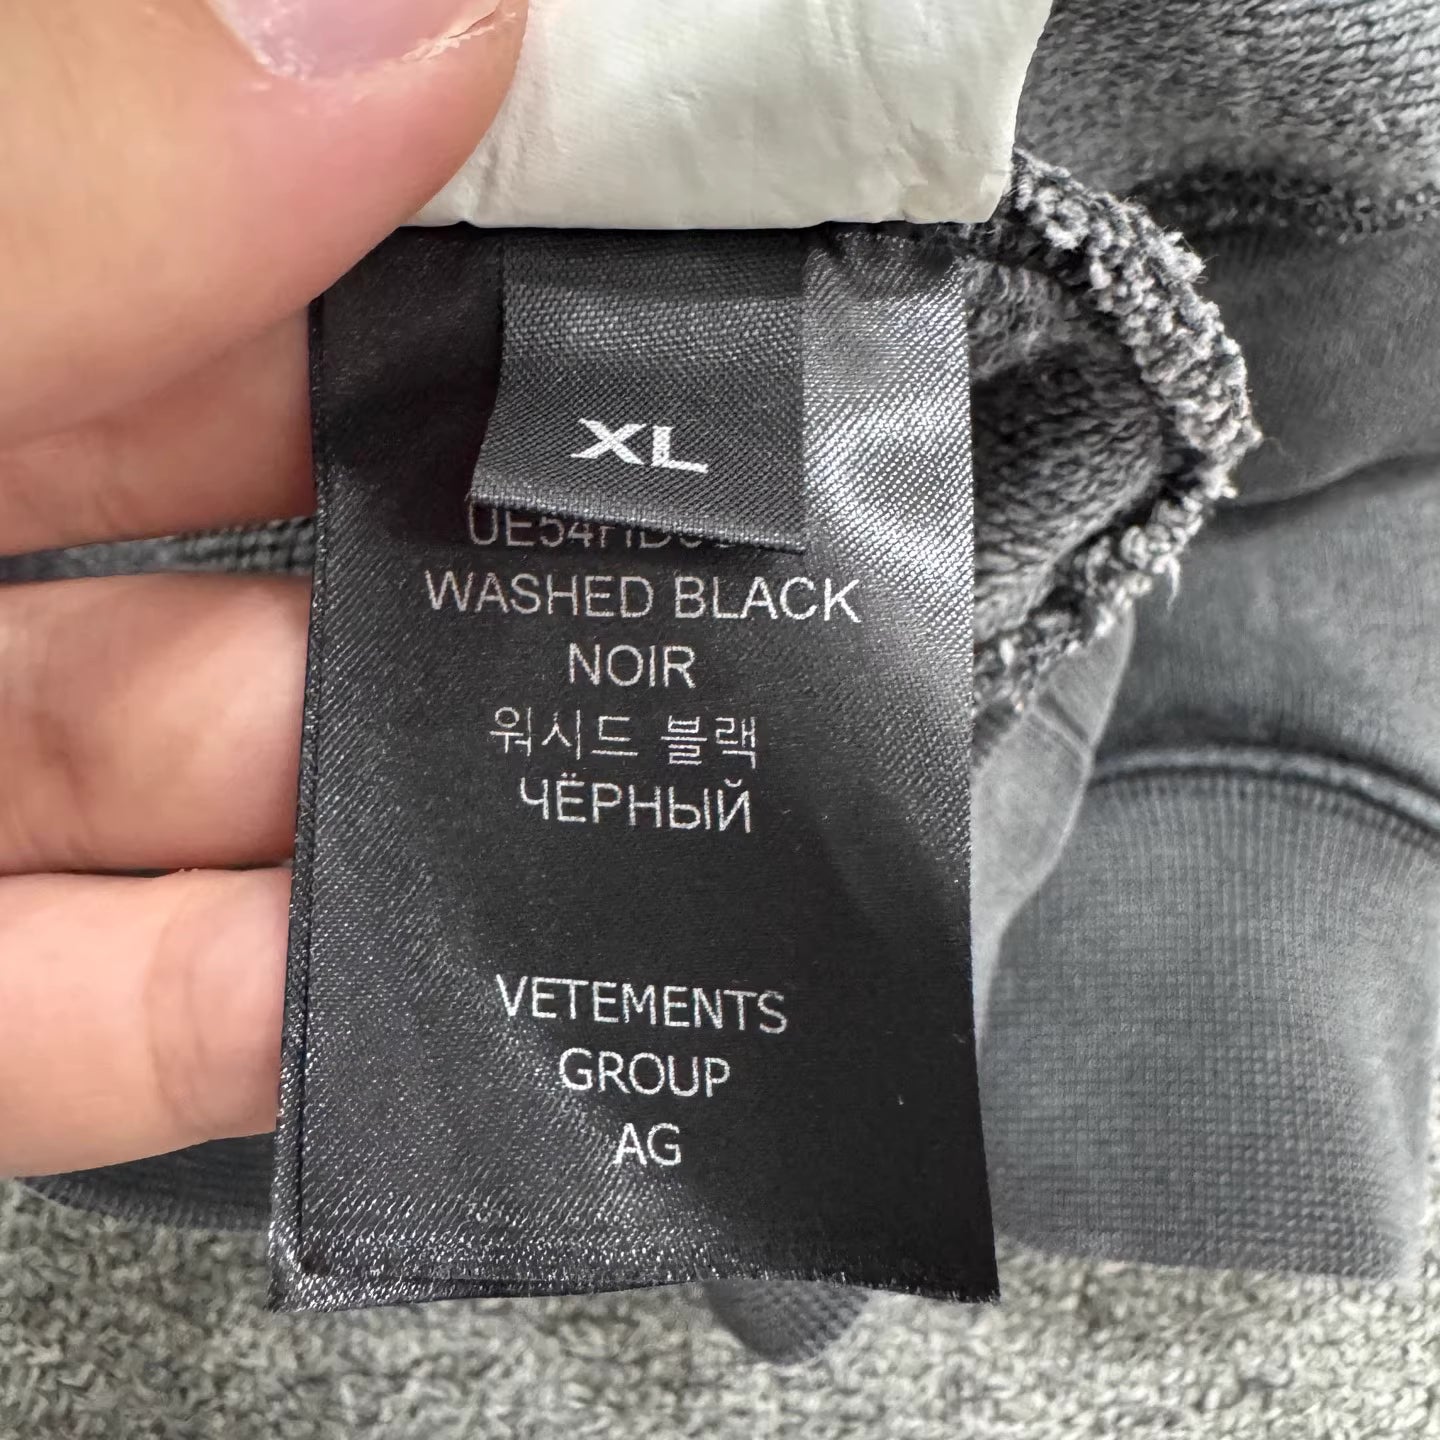 XL
WASHED BLACK
NOIR
워시드 블랙
ЧЁРНЫЙ
VETEMENTS
GROUP
AG